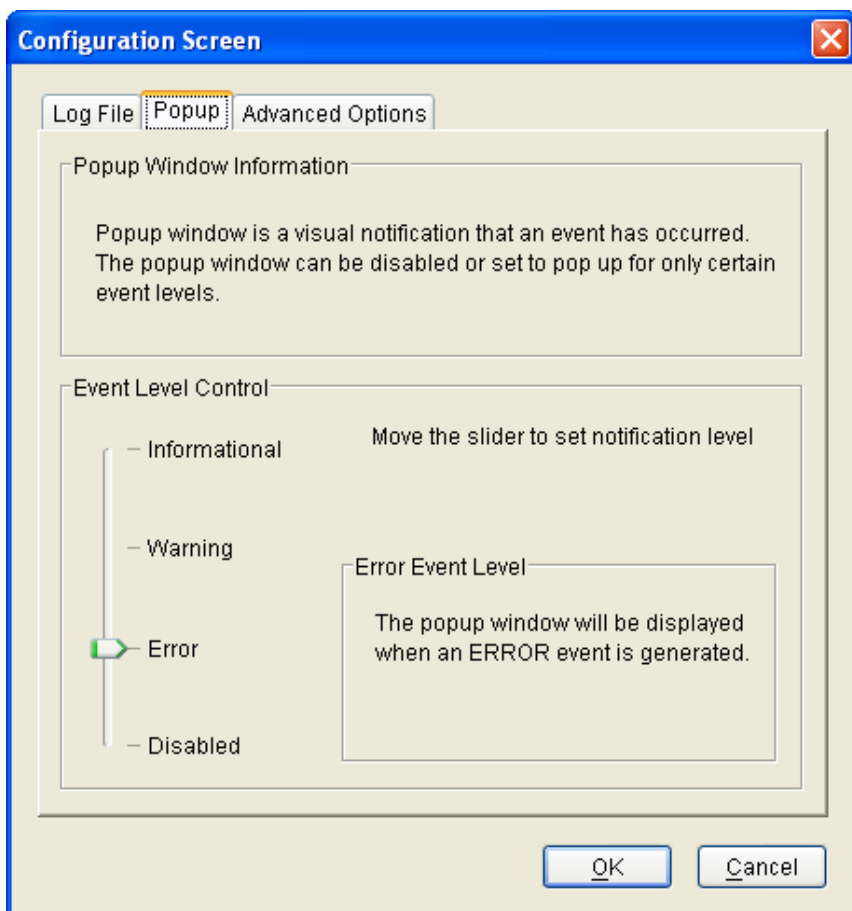 Configuration Screen
Log File Popup Advanced Options
Popup Window Information
Popup window is a visual notification that an event has occurred.
The popup window can be disabled or set to pop up for only certain
event levels.
Event Level Control
Move the slider to set notification level
Informational
Warning
Error
Disabled
Error Event Level
The popup window will be displayed
when an ERROR event is generated.
OK Cancel